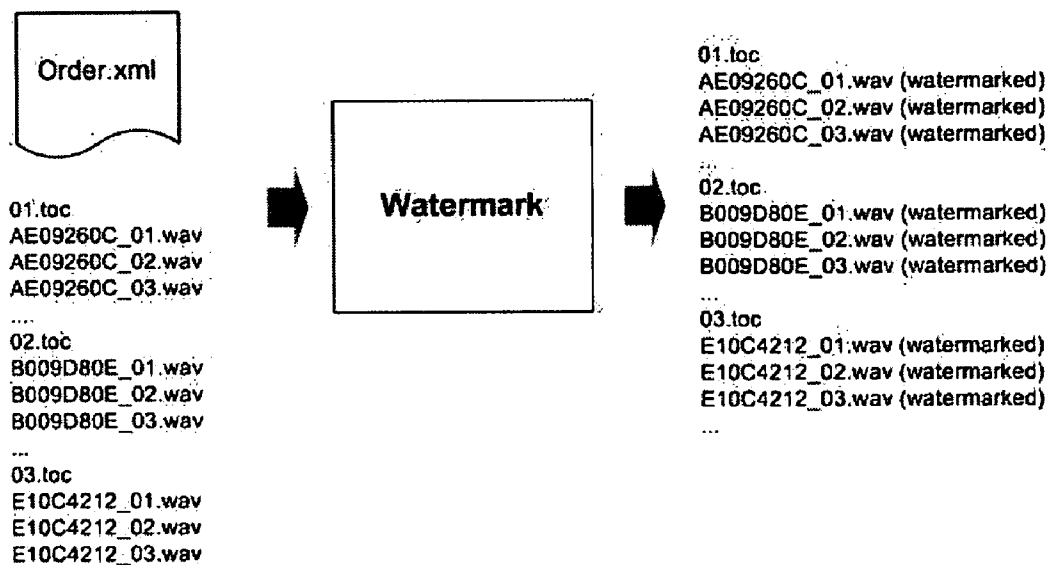 Order.xml
01.toc
AE09260C_01.wav
AE09260C_02.wav
AE09260C_03.wav
....
02.toc
B009D80E_01.wav
B009D80E_02.wav
B009D80E_03.wav
...
03.toc
E10C4212_01.wav
E10C4212_02.wav
E10C4212_03.wav
Watermark
01.toc
AE09260C_01.wav (watermarked)
AE09260C_02.wav (watermarked)
AE09260C_03.wav (watermarked)
...
02.toc
B009D80E_01.wav (watermarked)
B009D80E_02.wav (watermarked)
B009D80E_03.wav (watermarked)
...
03.toc
E10C4212_01.wav (watermarked)
E10C4212_02.wav (watermarked)
E10C4212_03.wav (watermarked)
...